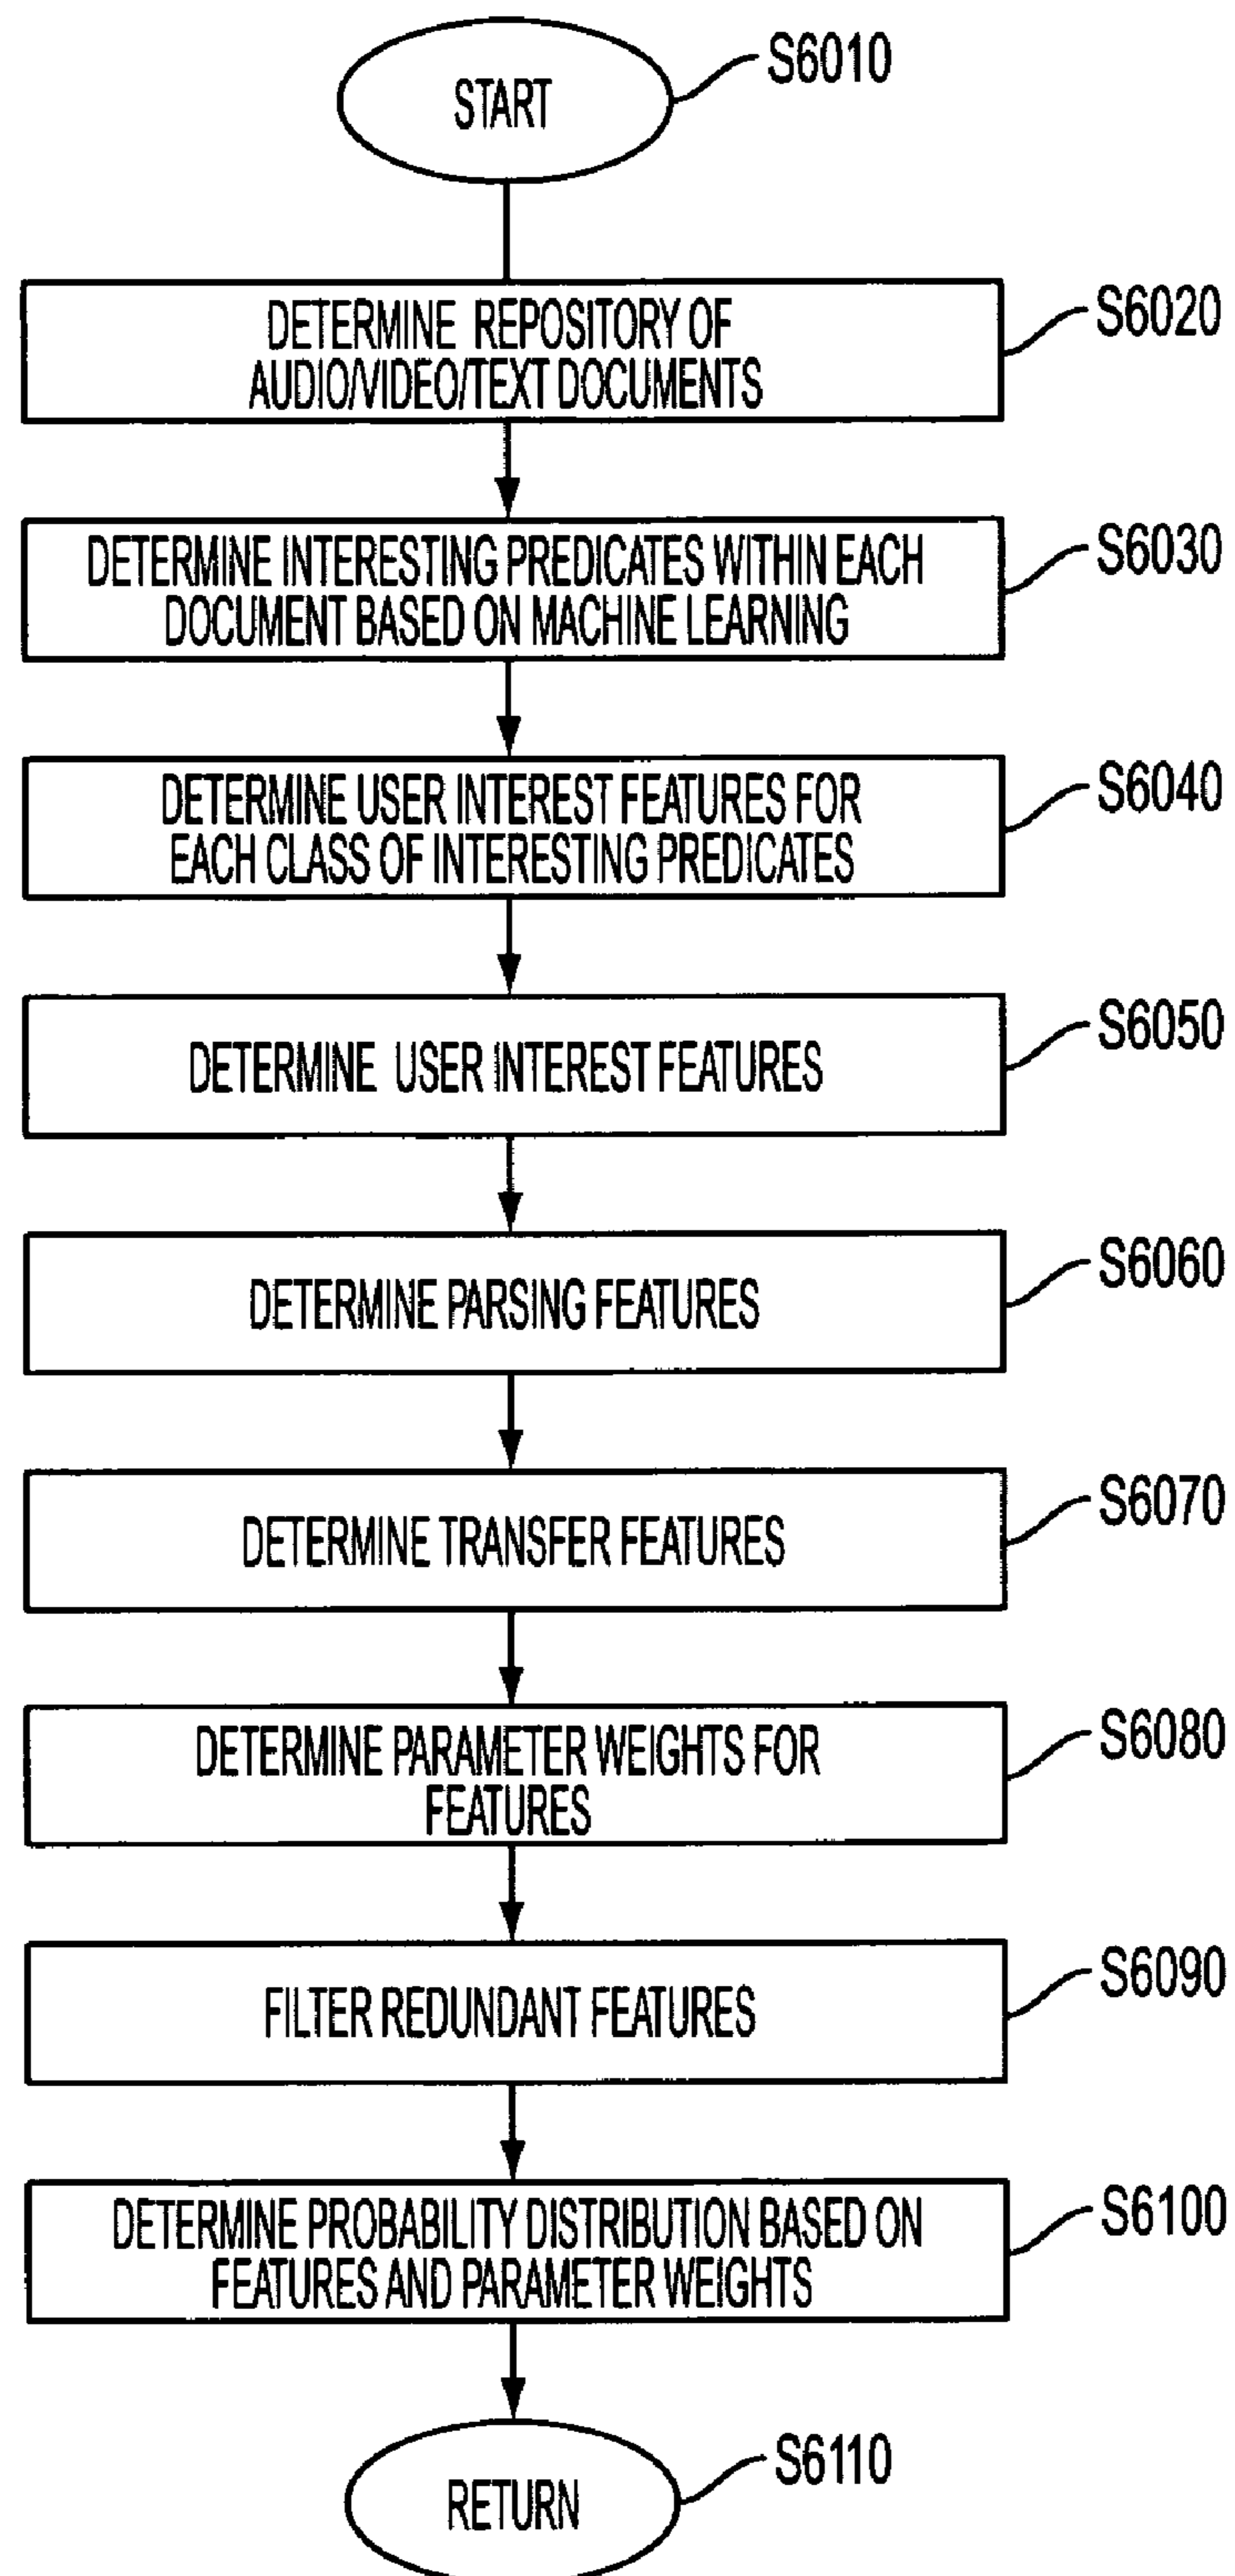 START
S6010
DETERMINE REPOSITORY OF
AUDIO/VIDEO/TEXT DOCUMENTS
S6020
DETERMINE INTERESTING PREDICATES WITHIN EACH
DOCUMENT BASED ON MACHINE LEARNING
S6030
DETERMINE USER INTEREST FEATURES FOR
EACH CLASS OF INTERESTING PREDICATES
S6040
DETERMINE USER INTEREST FEATURES
S6050
DETERMINE PARSING FEATURES
S6060
DETERMINE TRANSFER FEATURES
S6070
DETERMINE PARAMETER WEIGHTS FOR
FEATURES
S6080
FILTER REDUNDANT FEATURES
S6090
DETERMINE PROBABILITY DISTRIBUTION BASED ON
FEATURES AND PARAMETER WEIGHTS
S6100
RETURN
S6110